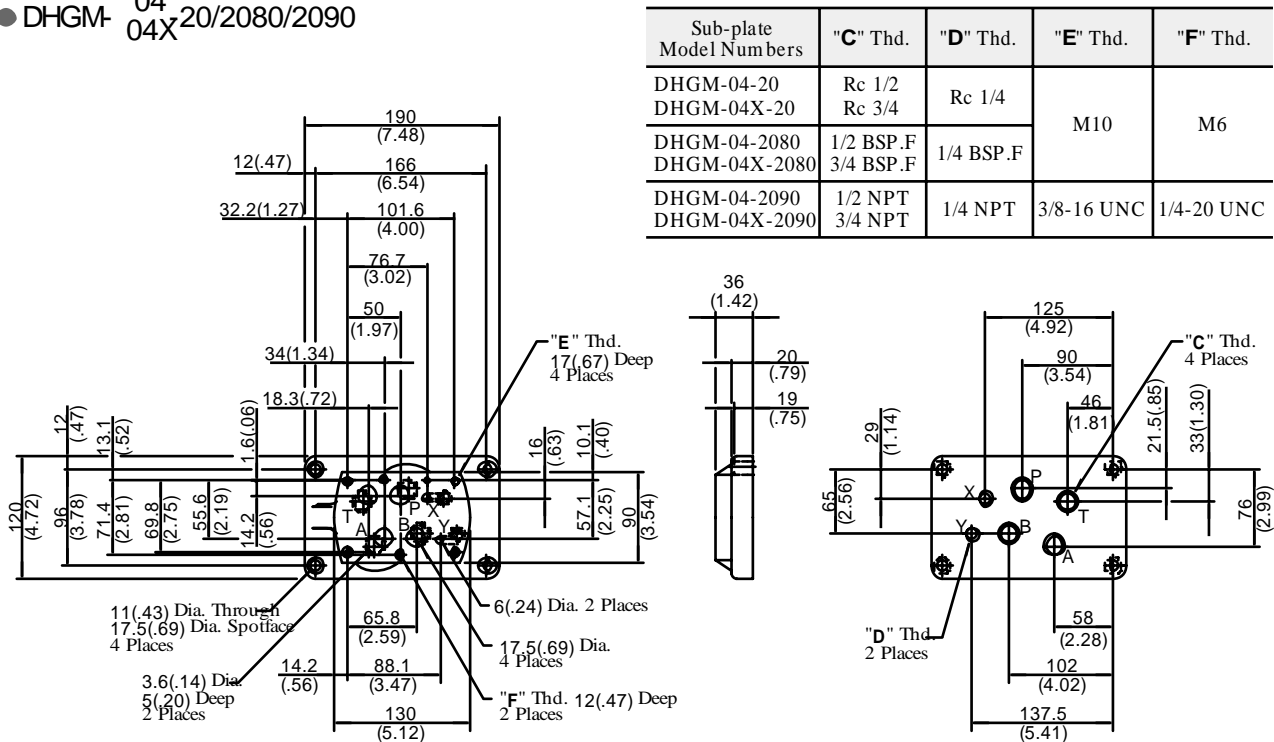 ● DHGM- 04 20/2080/2090
04X
Sub-plate Model Numbers "C" Thd. "D" Thd. "E" Thd. "F" Thd.
DHGM-04-20 Rc 1/2 Rc 1/4 M10 M6
DHGM-04X-20 Rc 3/4
DHGM-04-2080 1/2 BSP.F 1/4 BSP.F
DHGM-04X-2080 3/4 BSP.F
DHGM-04-2090 1/2 NPT 1/4 NPT 3/8-16 UNC 1/4-20 UNC
DHGM-04X-2090 3/4 NPT
190
(7.48)
12(.47)
166
(6.54)
32.2(1.27)
101.6
(4.00)
76.7
(3.02)
50
(1.97)
34(1.34)
18.3(.72)
"E" Thd.
17(.67) Deep
4 Places
12
(.47)
13.1
(.52)
1.6(.06)
16
(.63)
10.1
(.40)
120
(4.72)
96
(3.78)
71.4
(2.81)
69.8
(2.75)
55.6
(2.19)
14.2
(.56)
57.1
(2.25)
90
(3.54)
T
P
X
A
B
Y
11(.43) Dia. Through
17.5(.69) Dia. Spotface
4 Places
3.6(.14) Dia.
5(.20) Deep
2 Places
65.8
(2.59)
14.2
(.56)
88.1
(3.47)
130
(5.12)
6(.24) Dia. 2 Places
17.5(.69) Dia.
4 Places
"F" Thd. 12(.47) Deep
2 Places
36
(1.42)
20
(.79)
19
(.75)
125
(4.92)
90
(3.54)
46
(1.81)
"C" Thd.
4 Places
29
(1.14)
21.5(.85)
33(1.30)
65
(2.56)
76
(2.99)
P
X
T
Y
B
A
"D" Thd.
2 Places
58
(2.28)
102
(4.02)
137.5
(5.41)